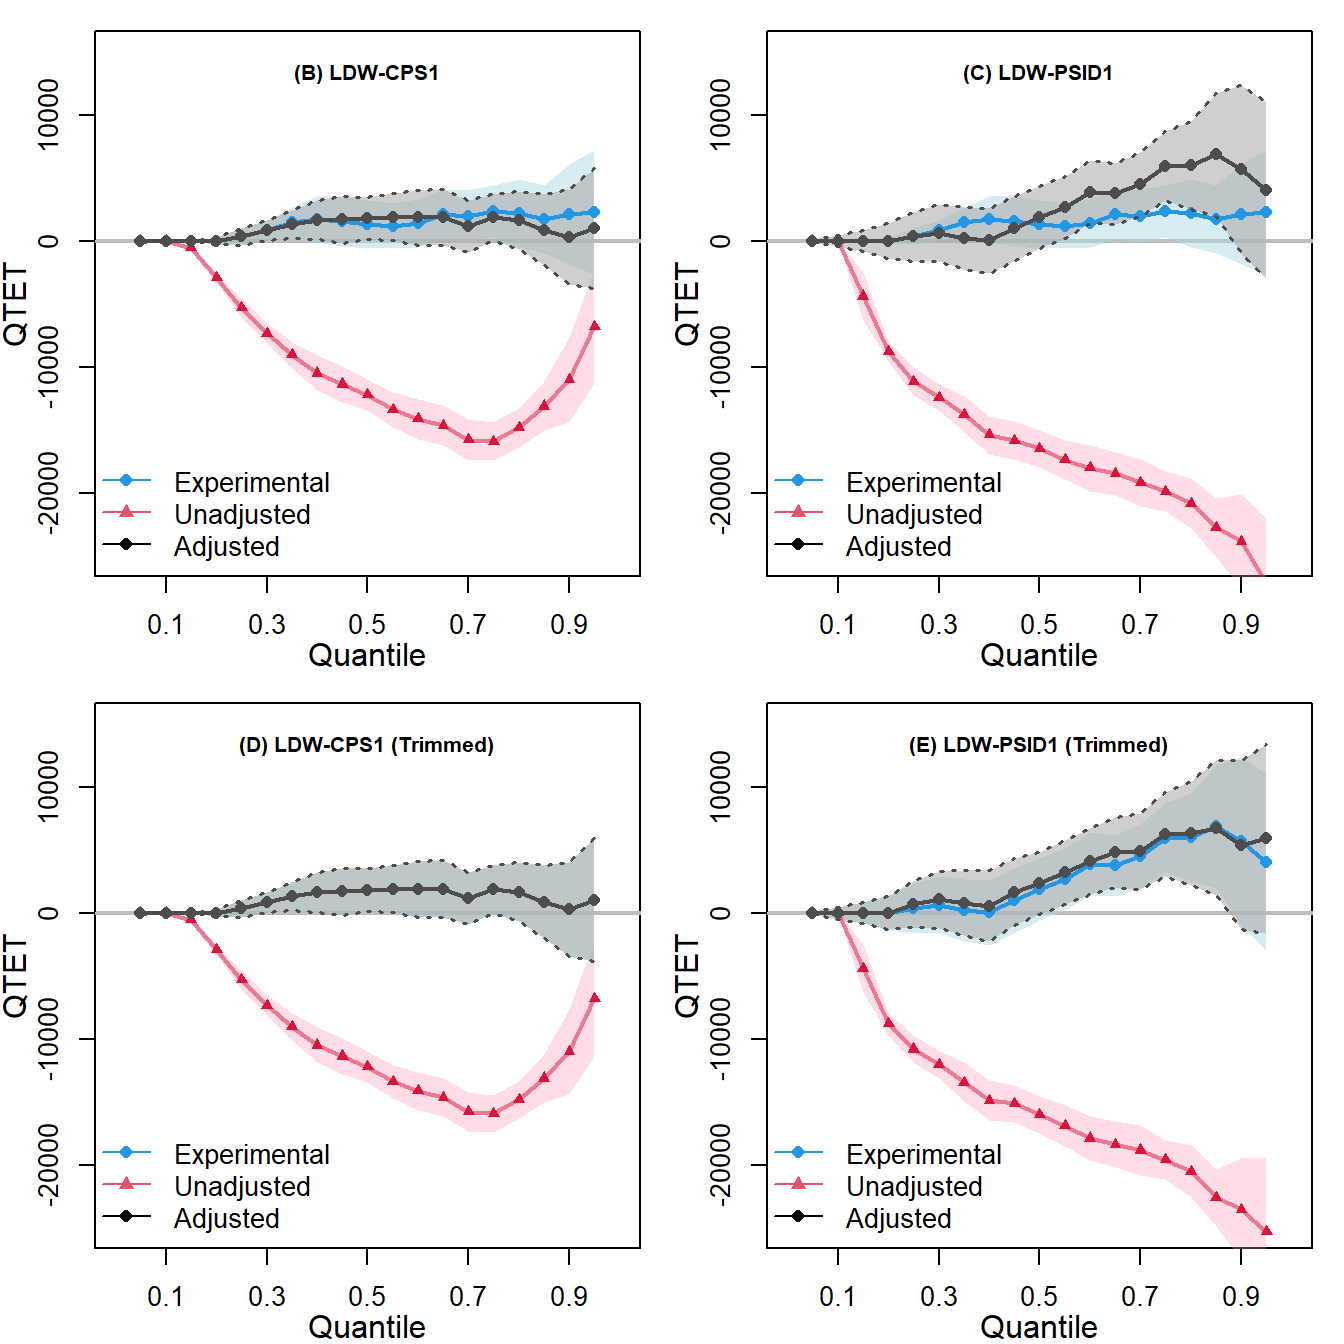 (B) LDW-CPS1
QTET
10000
0
-10000
-20000
Experimental
Unadjusted
Adjusted
0.1 0.3 0.5 0.7 0.9
Quantile
(C) LDW-PSID1
QTET
10000
0
-10000
-20000
Experimental
Unadjusted
Adjusted
0.1 0.3 0.5 0.7 0.9
Quantile
(D) LDW-CPS1 (Trimmed)
QTET
10000
0
-10000
-20000
Experimental
Unadjusted
Adjusted
0.1 0.3 0.5 0.7 0.9
Quantile
(E) LDW-PSID1 (Trimmed)
QTET
10000
0
-10000
-20000
Experimental
Unadjusted
Adjusted
0.1 0.3 0.5 0.7 0.9
Quantile